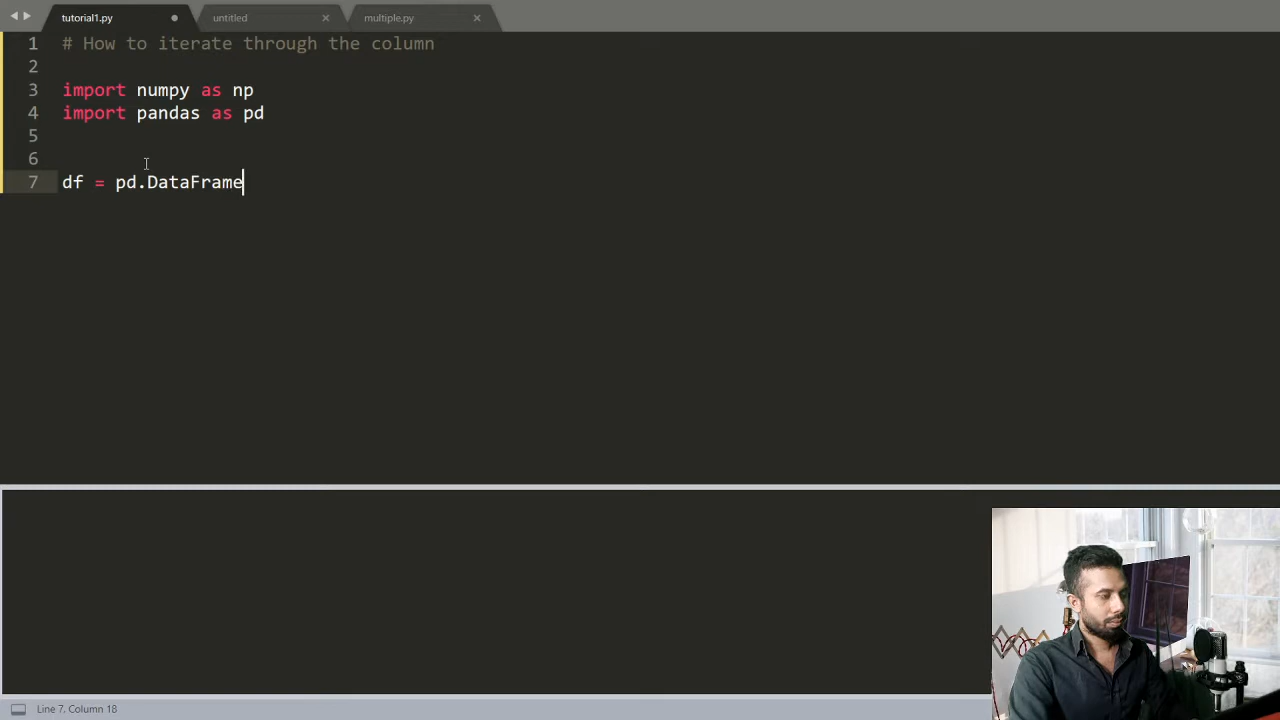 tutorial1.py
untitled
multiple.py
1 # How to iterate through the column
2
3 import numpy as np
4 import pandas as pd
5
6
7 df = pd.DataFrame
Line 7, Column 18